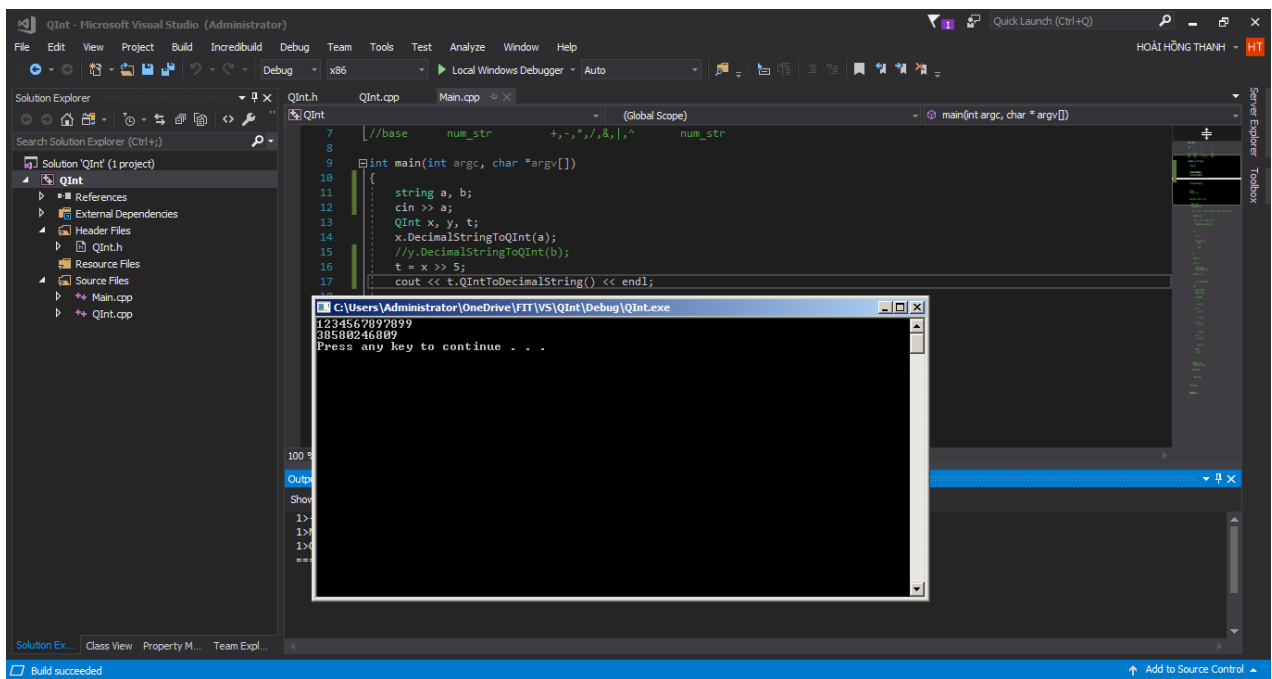 QInt - Microsoft Visual Studio (Administrator)
1
Quick Launch (Ctrl+Q)
File Edit View Project Build Incredibuild Debug Team Tools Test Analyze Window Help
HOÀI HỒNG THANH HT
Debug x86 Local Windows Debugger Auto
Solution Explorer
Search Solution Explorer (Ctrl+;)
Solution 'QInt' (1 project)
QInt
References
External Dependencies
Header Files
QInt.h
Resource Files
Source Files
Main.cpp
QInt.cpp
Solution Ex... Class View Property M... Team Expl...
QInt.h QInt.cpp Main.cpp
QInt (Global Scope) main(int argc, char * argv[])
7 //base num_str +,-,*,/,&,|,^ num_str
8
9 int main(int argc, char *argv[])
10 {
11 string a, b;
12 cin >> a;
13 QInt x, y, t;
14 x.DecimalStringToQInt(a);
15 //y.DecimalStringToQInt(b);
16 t = x >> 5;
17 cout << t.QIntToDecimalString() << endl;
C:\Users\Administrator\OneDrive\FIT\VS\QInt\Debug\QInt.exe
1234567897899
38580246809
Press any key to continue . . .
100 %
Server Explorer
Toolbox
Build succeeded
Add to Source Control